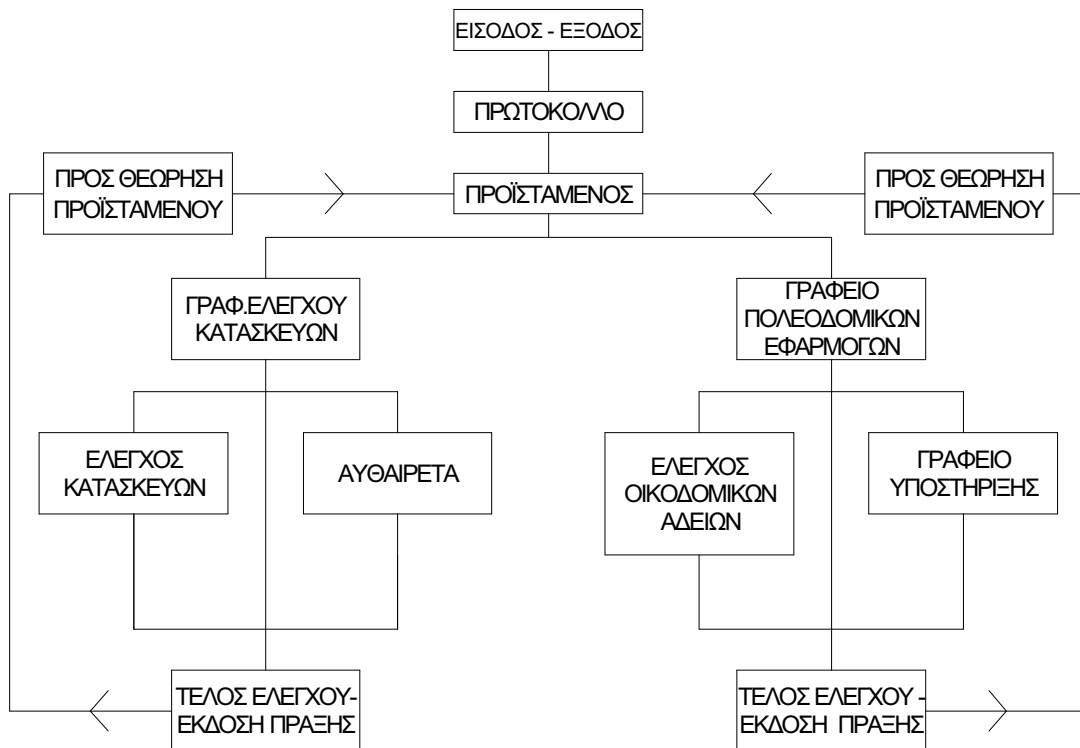 ΕΙΣΟΔΟΣ - ΕΞΟΔΟΣ
ΠΡΩΤΟΚΟΛΛΟ
ΠΡΟΣ ΘΕΩΡΗΣΗ
ΠΡΟΪΣΤΑΜΕΝΟΥ
ΠΡΟΪΣΤΑΜΕΝΟΣ
ΠΡΟΣ ΘΕΩΡΗΣΗ
ΠΡΟΪΣΤΑΜΕΝΟΥ
ΓΡΑΦ.ΕΛΕΓΧΟΥ
ΚΑΤΑΣΚΕΥΩΝ
ΓΡΑΦΕΙΟ
ΠΟΛΕΟΔΟΜΙΚΩΝ
ΕΦΑΡΜΟΓΩΝ
ΕΛΕΓΧΟΣ
ΚΑΤΑΣΚΕΥΩΝ
ΑΥΘΑΙΡΕΤΑ
ΕΛΕΓΧΟΣ
ΟΙΚΟΔΟΜΙΚΩΝ
ΑΔΕΙΩΝ
ΓΡΑΦΕΙΟ
ΥΠΟΣΤΗΡΙΞΗΣ
ΤΕΛΟΣ ΕΛΕΓΧΟΥ-
ΕΚΔΟΣΗ ΠΡΑΞΗΣ
ΤΕΛΟΣ ΕΛΕΓΧΟΥ -
ΕΚΔΟΣΗ ΠΡΑΞΗΣ